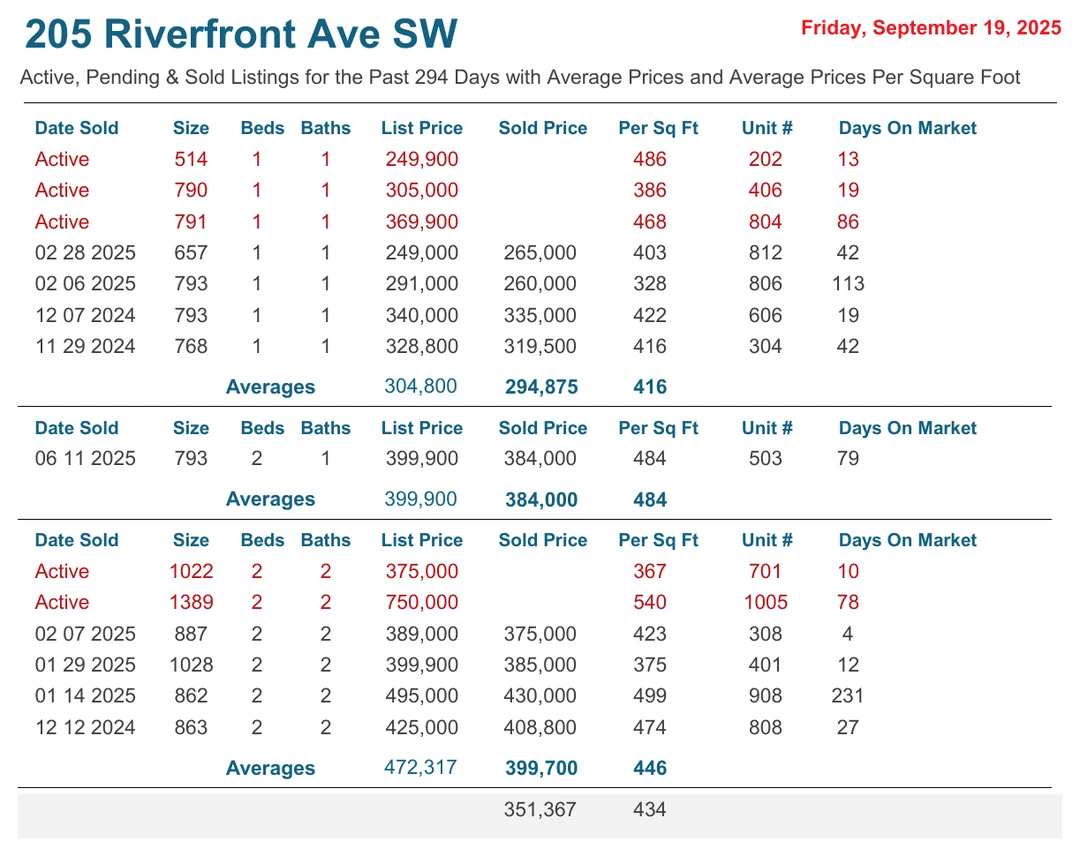 205 Riverfront Ave SW
Friday, September 19, 2025
Active, Pending & Sold Listings for the Past 294 Days with Average Prices and Average Prices Per Square Foot
Date Sold Size Beds Baths List Price Sold Price Per Sq Ft Unit # Days On Market
Active 514 1 1 249,900 486 202 13
Active 790 1 1 305,000 386 406 19
Active 791 1 1 369,900 468 804 86
02 28 2025 657 1 1 249,000 265,000 403 812 42
02 06 2025 793 1 1 291,000 260,000 328 806 113
12 07 2024 793 1 1 340,000 335,000 422 606 19
11 29 2024 768 1 1 328,800 319,500 416 304 42
Averages 304,800 294,875 416
Date Sold Size Beds Baths List Price Sold Price Per Sq Ft Unit # Days On Market
06 11 2025 793 2 1 399,900 384,000 484 503 79
Averages 399,900 384,000 484
Date Sold Size Beds Baths List Price Sold Price Per Sq Ft Unit # Days On Market
Active 1022 2 2 375,000 367 701 10
Active 1389 2 2 750,000 540 1005 78
02 07 2025 887 2 2 389,000 375,000 423 308 4
01 29 2025 1028 2 2 399,900 385,000 375 401 12
01 14 2025 862 2 2 495,000 430,000 499 908 231
12 12 2024 863 2 2 425,000 408,800 474 808 27
Averages 472,317 399,700 446
351,367 434